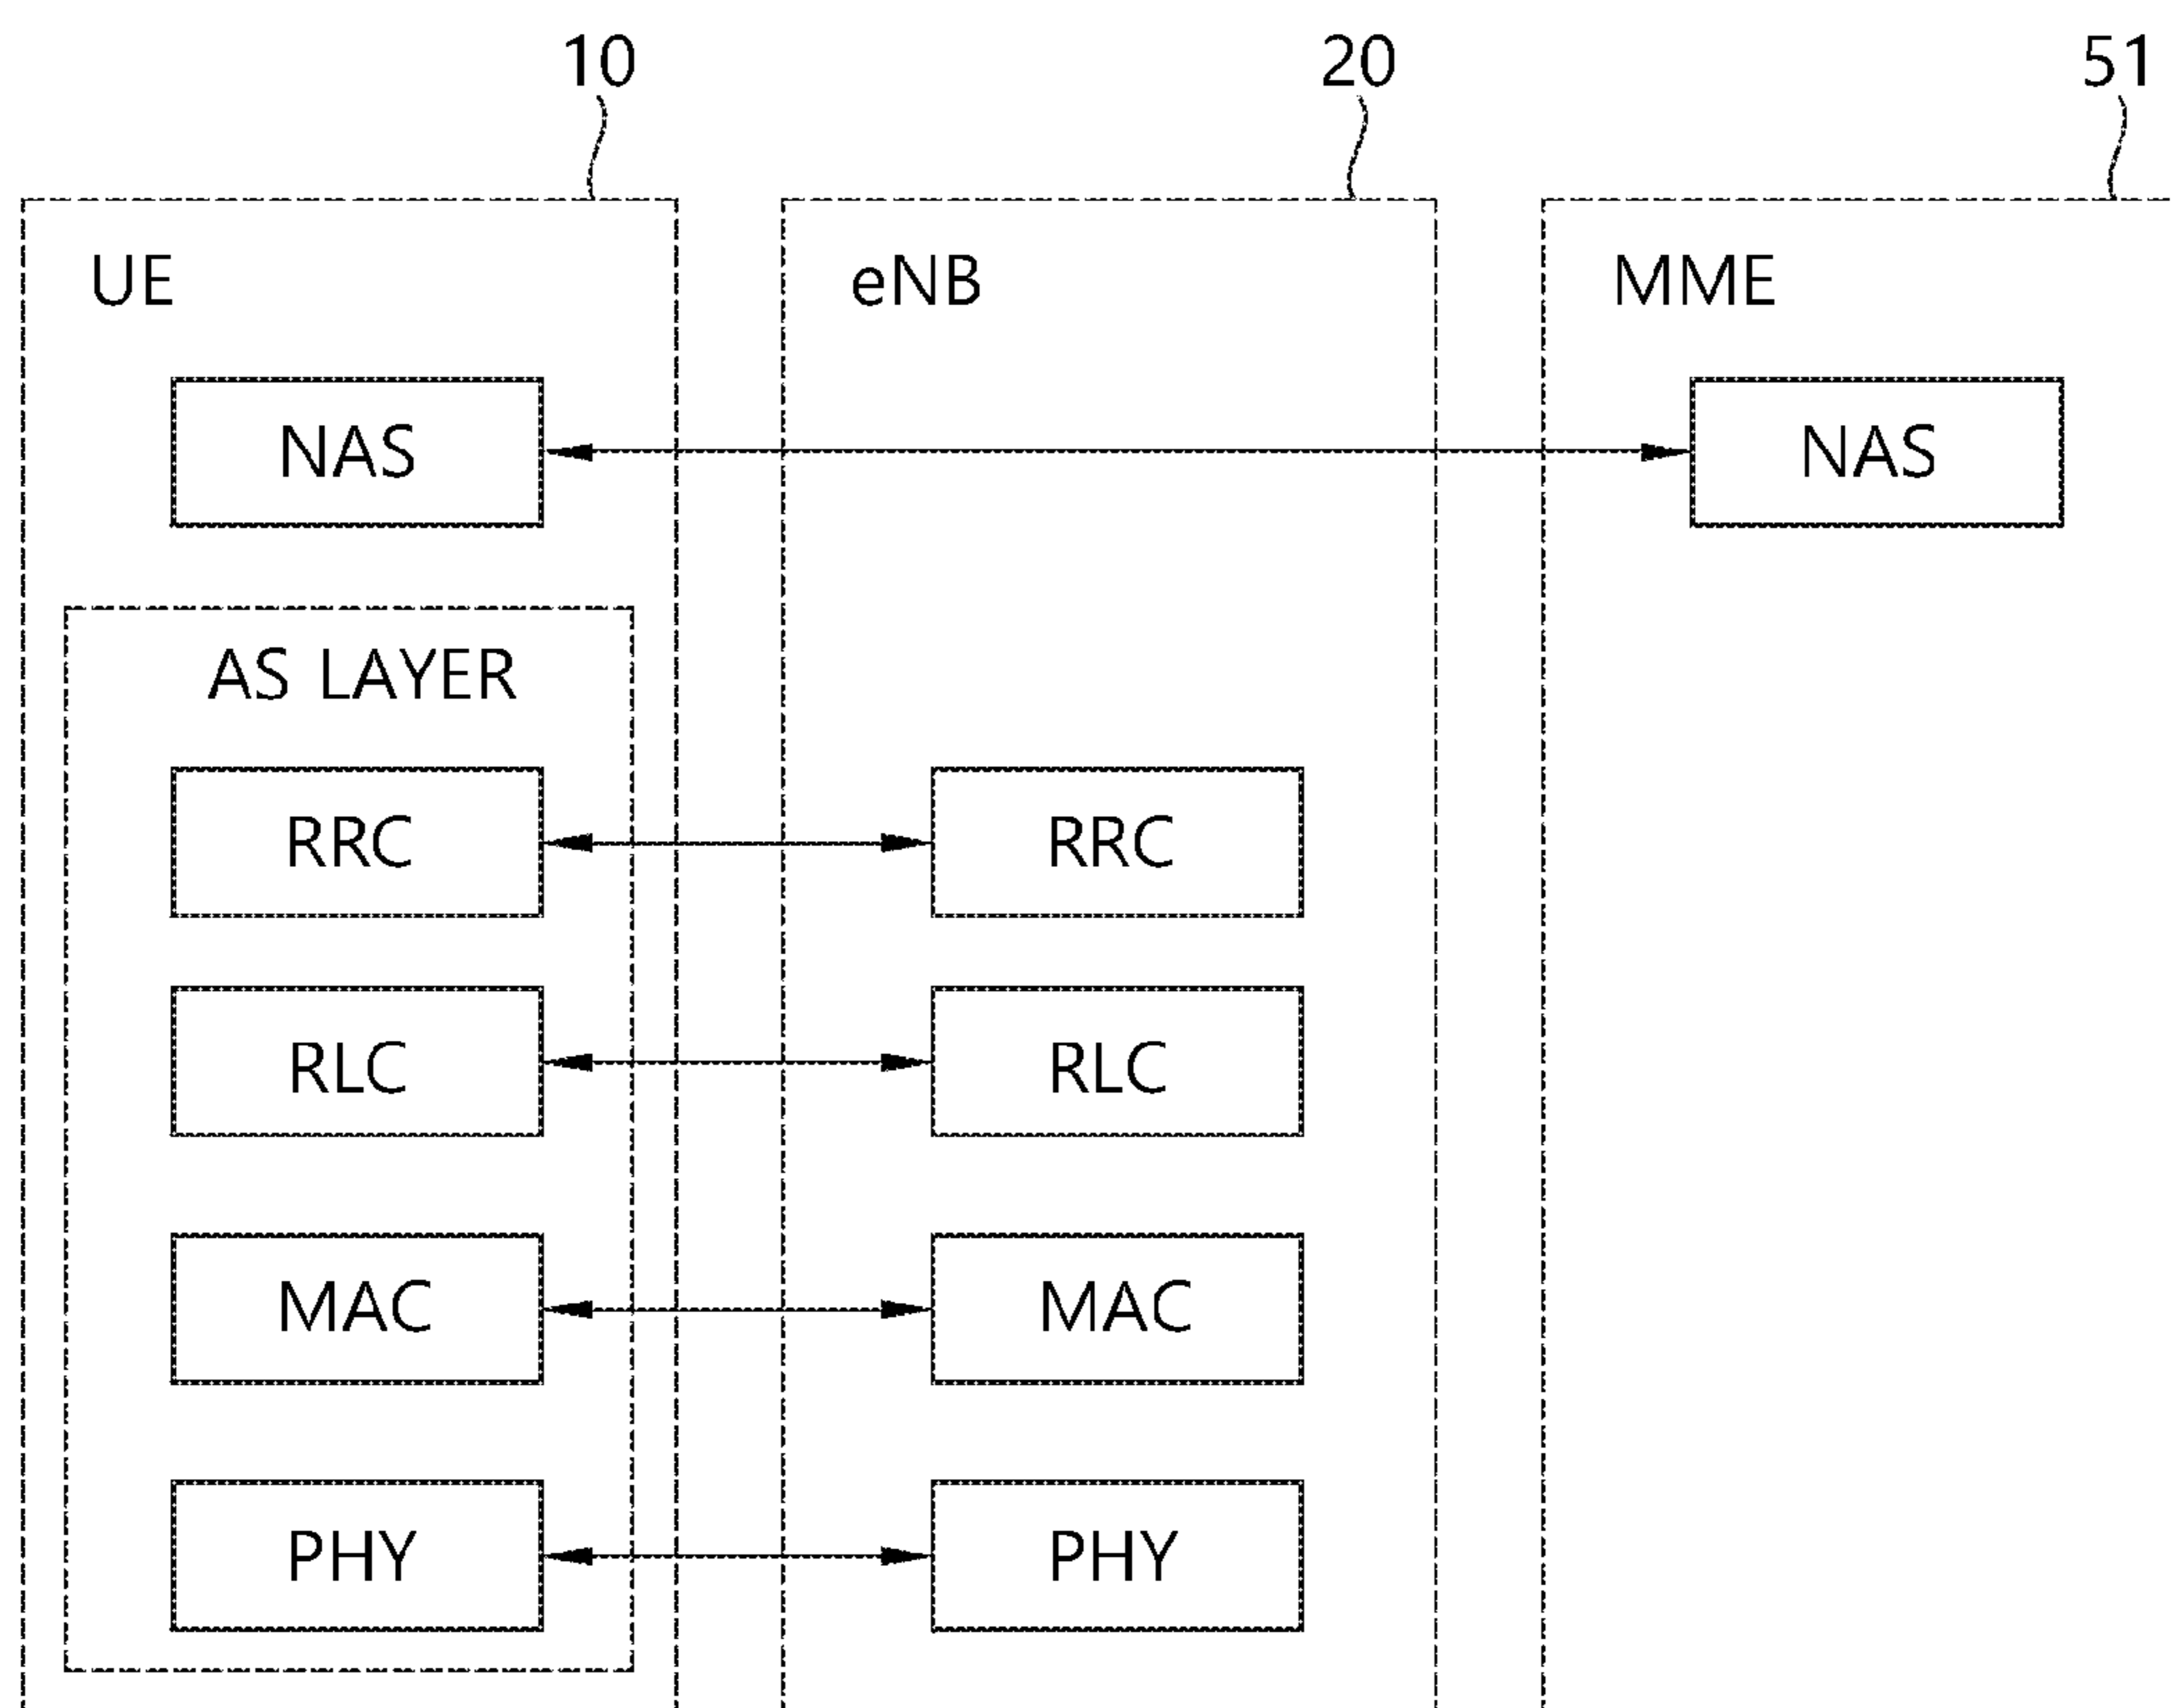 10 20 51
UE eNB MME
NAS NAS
AS LAYER
RRC RRC
RLC RLC
MAC MAC
PHY PHY